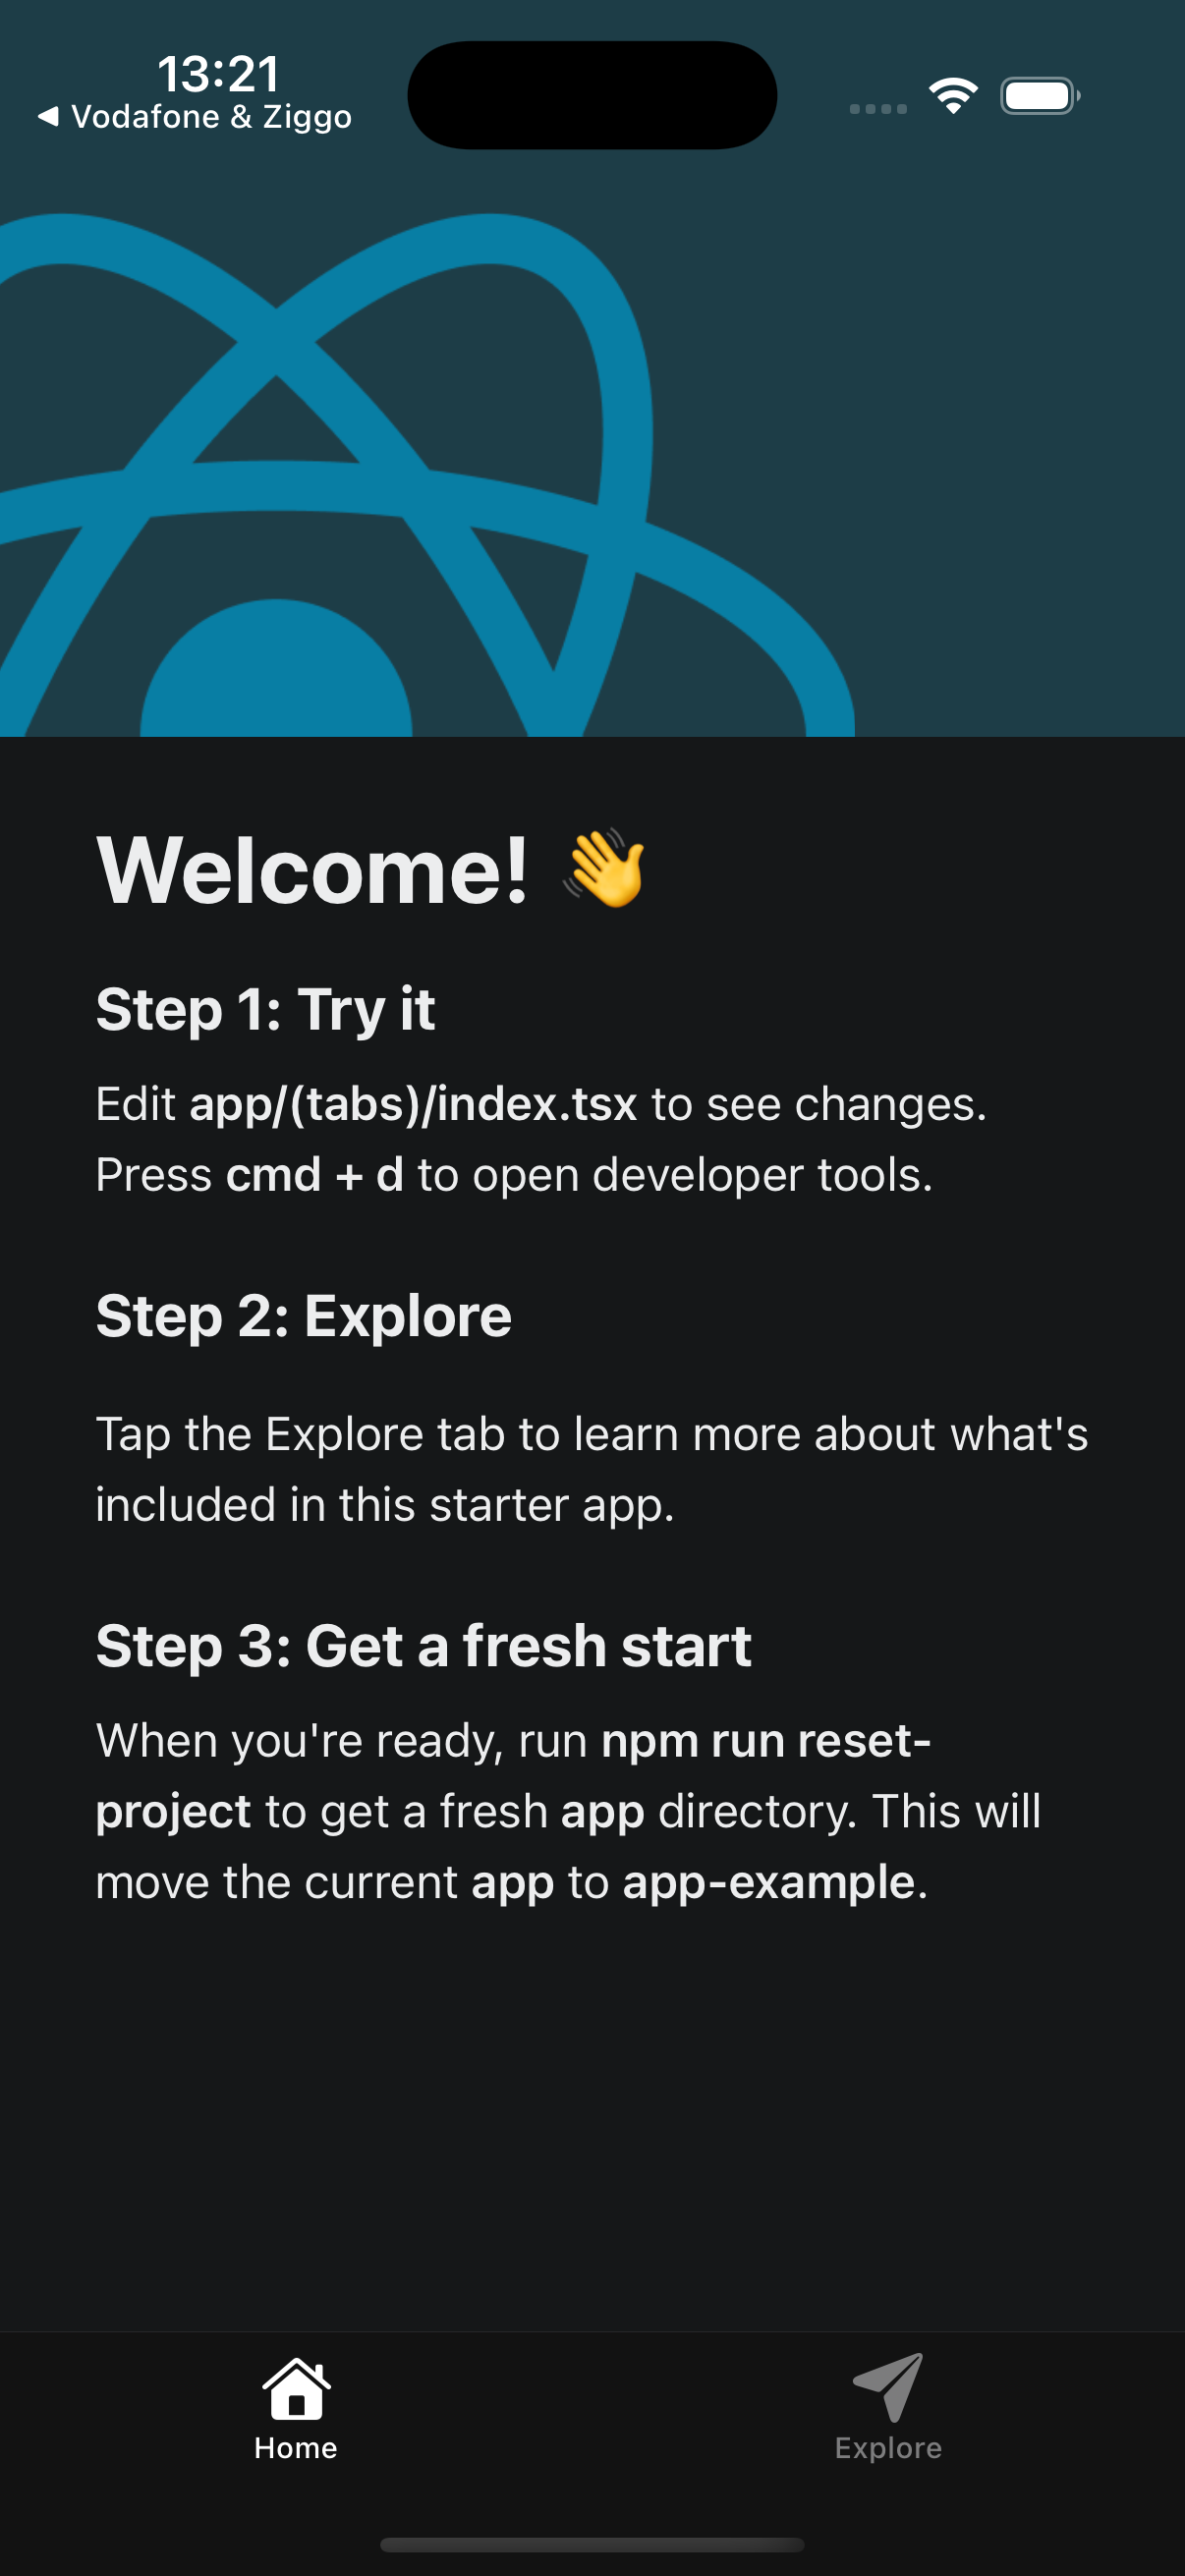 13:21
◀ Vodafone & Ziggo
Welcome! 👋
Step 1: Try it
Edit app/(tabs)/index.tsx to see changes.
Press cmd + d to open developer tools.
Step 2: Explore
Tap the Explore tab to learn more about what's
included in this starter app.
Step 3: Get a fresh start
When you're ready, run npm run reset-
project to get a fresh app directory. This will
move the current app to app-example.
Home
Explore